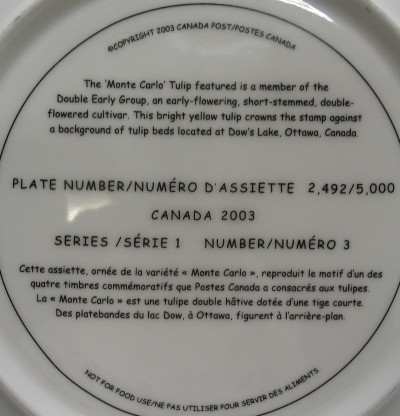 ©COPYRIGHT 2003 CANADA POST/POSTES CANADA
The 'Monte Carlo' Tulip featured is a member of the
Double Early Group, an early-flowering, short-stemmed, double-
flowered cultivar. This bright yellow tulip crowns the stamp against
a background of tulip beds located at Dow's Lake, Ottawa, Canada.
PLATE NUMBER/NUMÉRO D'ASSIETTE 2,492/5,000
CANADA 2003
SERIES /SÉRIE 1 NUMBER/NUMÉRO 3
Cette assiette, ornée de la variété « Monte Carlo », reproduit le motif d'un des
quatre timbres commémoratifs que Postes Canada a consacrés aux tulipes.
La « Monte Carlo » est une tulipe double hâtive dotée d'une tige courte.
Des platebandes du lac Dow, à Ottawa, figurent à l'arrière-plan.
NOT FOR FOOD USE/NE PAS UTILISER POUR SERVIR DES ALIMENTS